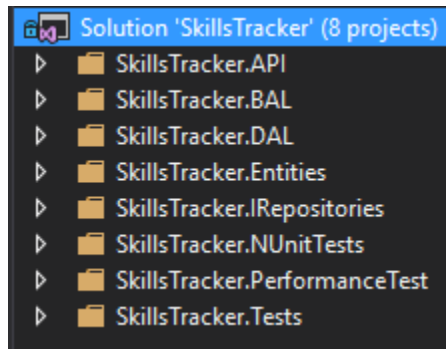 Solution 'SkillsTracker' (8 projects)
SkillsTracker.API
SkillsTracker.BAL
SkillsTracker.DAL
SkillsTracker.Entities
SkillsTracker.IRepositories
SkillsTracker.NUnitTests
SkillsTracker.PerformanceTest
SkillsTracker.Tests